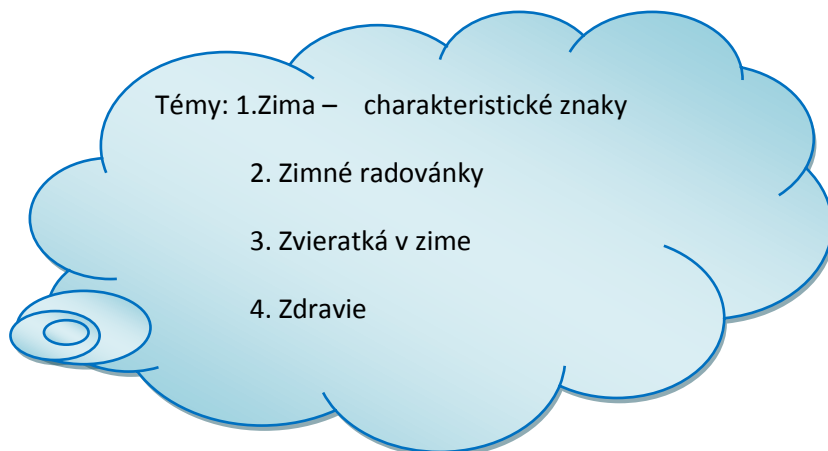 Témy: 1.Zima – charakteristické znaky
2. Zimné radovánky
3. Zvieratká v zime
4. Zdravie